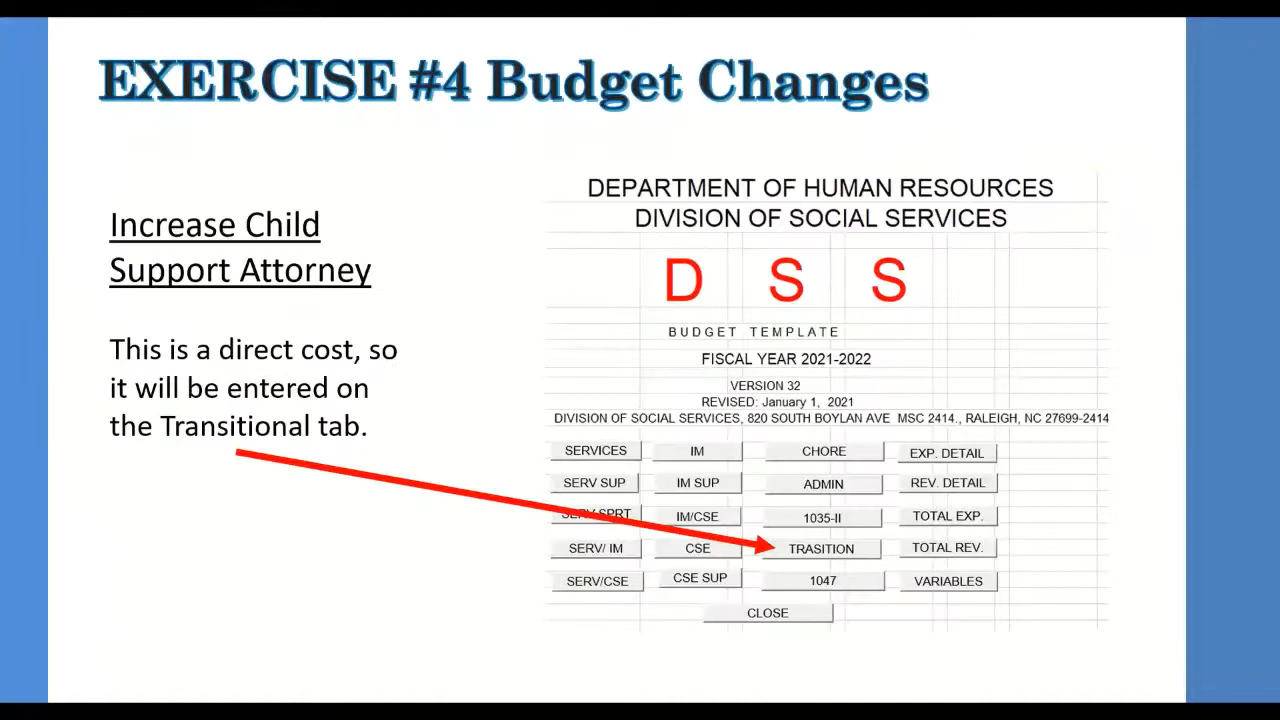 EXERCISE #4 Budget Changes
Increase Child
Support Attorney
This is a direct cost, so
it will be entered on
the Transitional tab.
DEPARTMENT OF HUMAN RESOURCES
DIVISION OF SOCIAL SERVICES
D S S
BUDGET TEMPLATE
FISCAL YEAR 2021-2022
VERSION 32
REVISED: January 1, 2021
DIVISION OF SOCIAL SERVICES, 820 SOUTH BOYLAN AVE MSC 2414., RALEIGH, NC 27699-2414
SERVICES IM CHORE EXP. DETAIL
SERV SUP IM SUP ADMIN REV. DETAIL
SERV SPRT IM/CSE 1035-II TOTAL EXP.
SERV/ IM CSE TRASITION TOTAL REV.
SERV/CSE CSE SUP 1047 VARIABLES
CLOSE